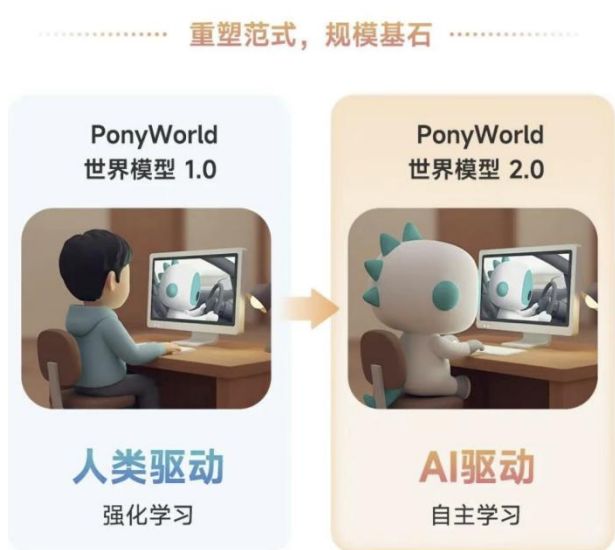 重塑范式，规模基石
PonyWorld
世界模型 1.0
人类驱动
强化学习
PonyWorld
世界模型 2.0
AI驱动
自主学习